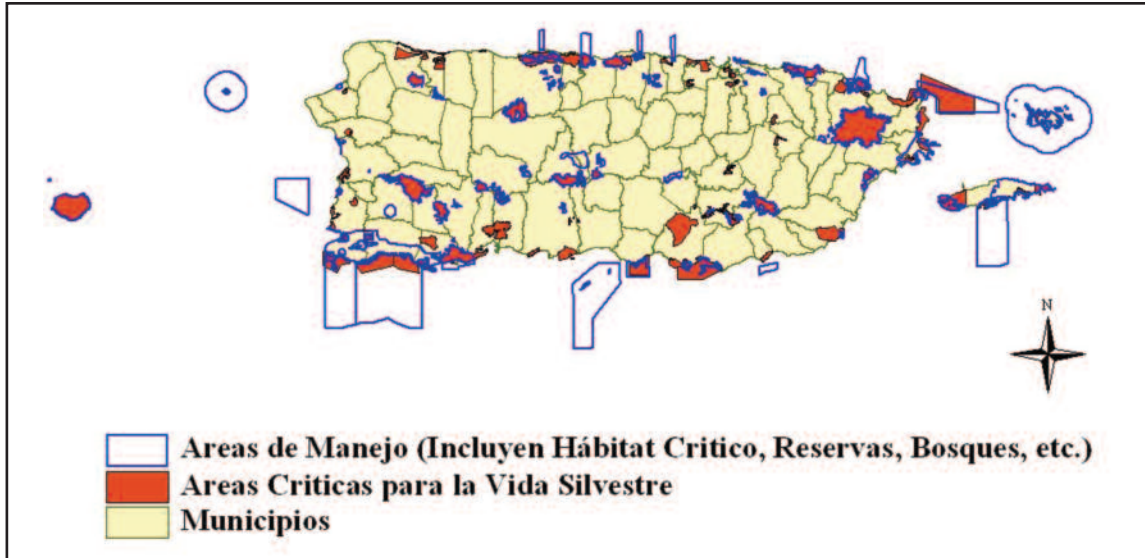 N
Areas de Manejo (Incluyen Hábitat Critico, Reservas, Bosques, etc.)
Areas Criticas para la Vida Silvestre
Municipios